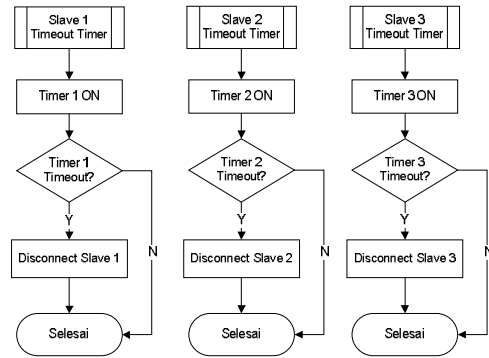 Slave 1
Timeout Timer
Timer 1 ON
Timer 1
Timeout?
Y
N
Disconnect Slave 1
Selesai
Slave 2
Timeout Timer
Timer 2 ON
Timer 2
Timeout?
Y
N
Disconnect Slave 2
Selesai
Slave 3
Timeout Timer
Timer 3 ON
Timer 3
Timeout?
Y
N
Disconnect Slave 3
Selesai